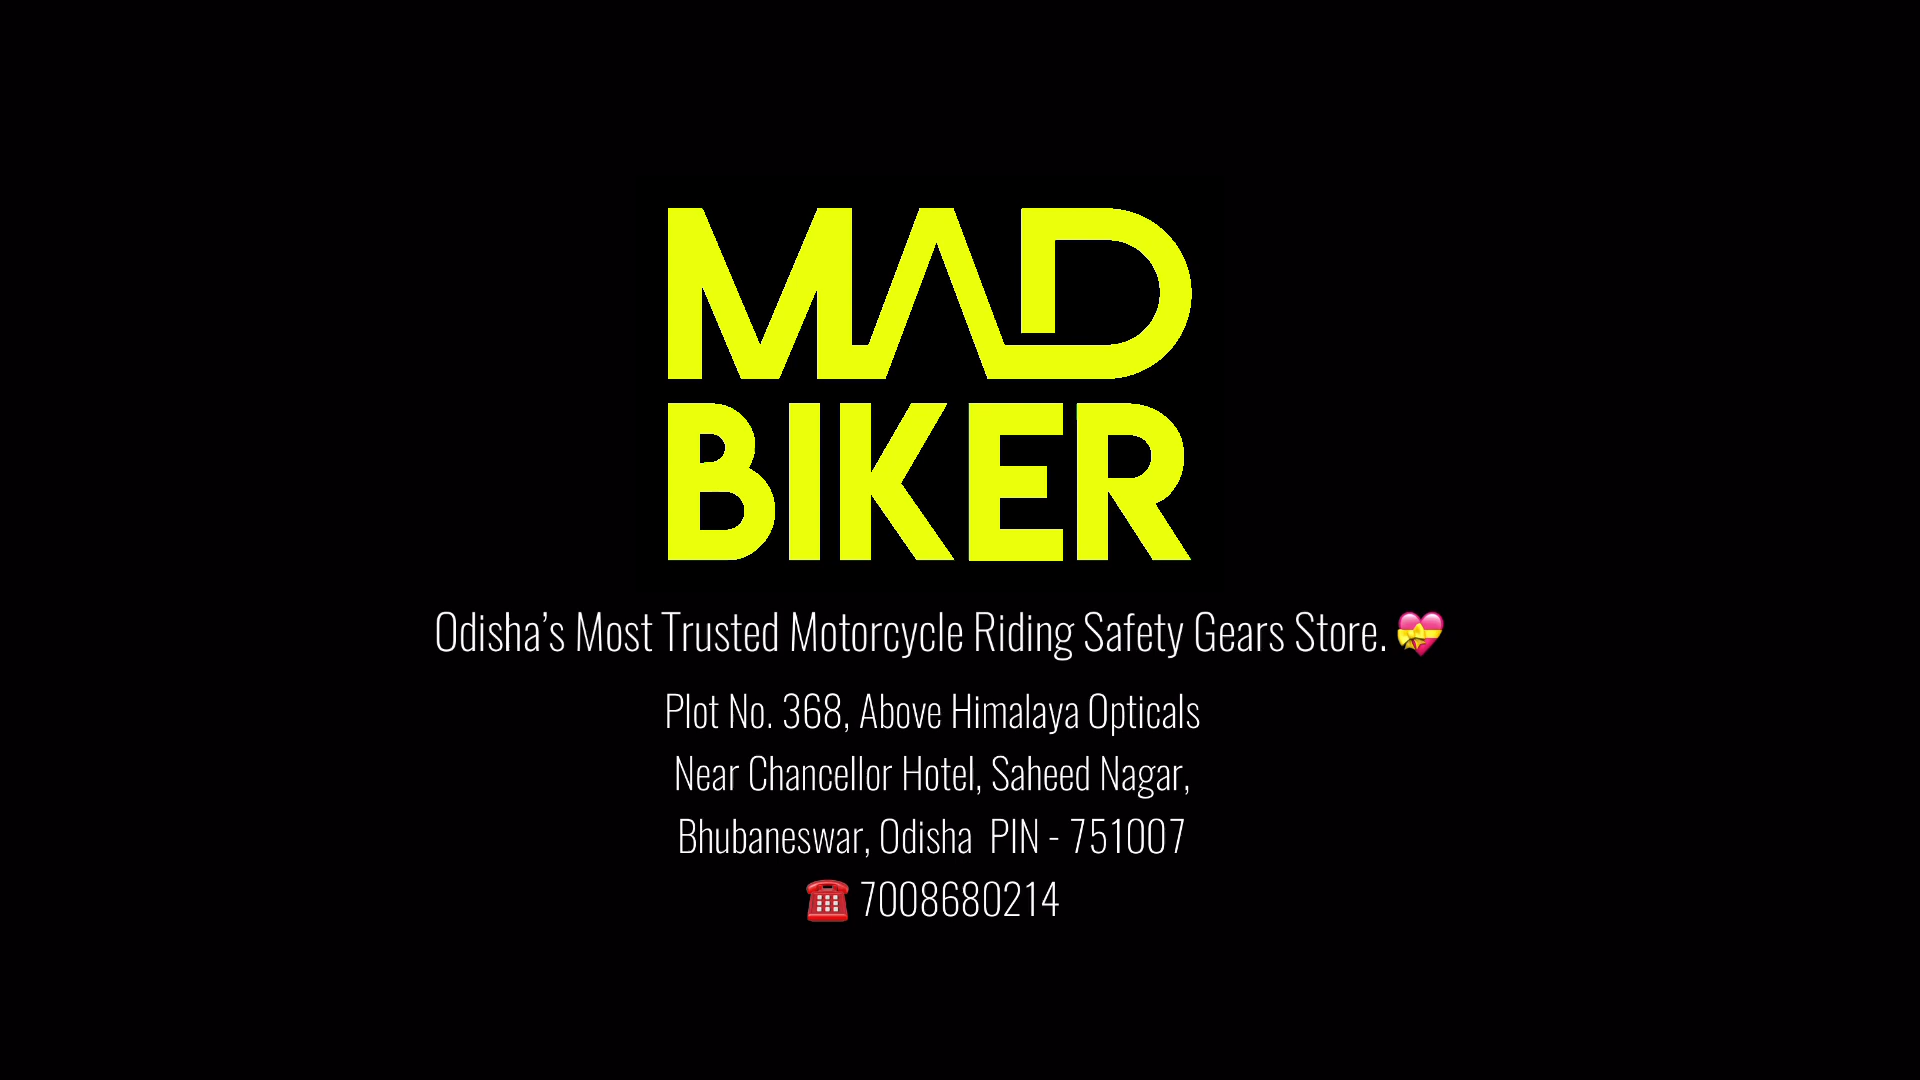 MAD
BIKER
Odisha’s Most Trusted Motorcycle Riding Safety Gears Store. 💝
Plot No. 368, Above Himalaya Opticals
Near Chancellor Hotel, Saheed Nagar,
Bhubaneswar, Odisha  PIN - 751007
☎️ 7008680214